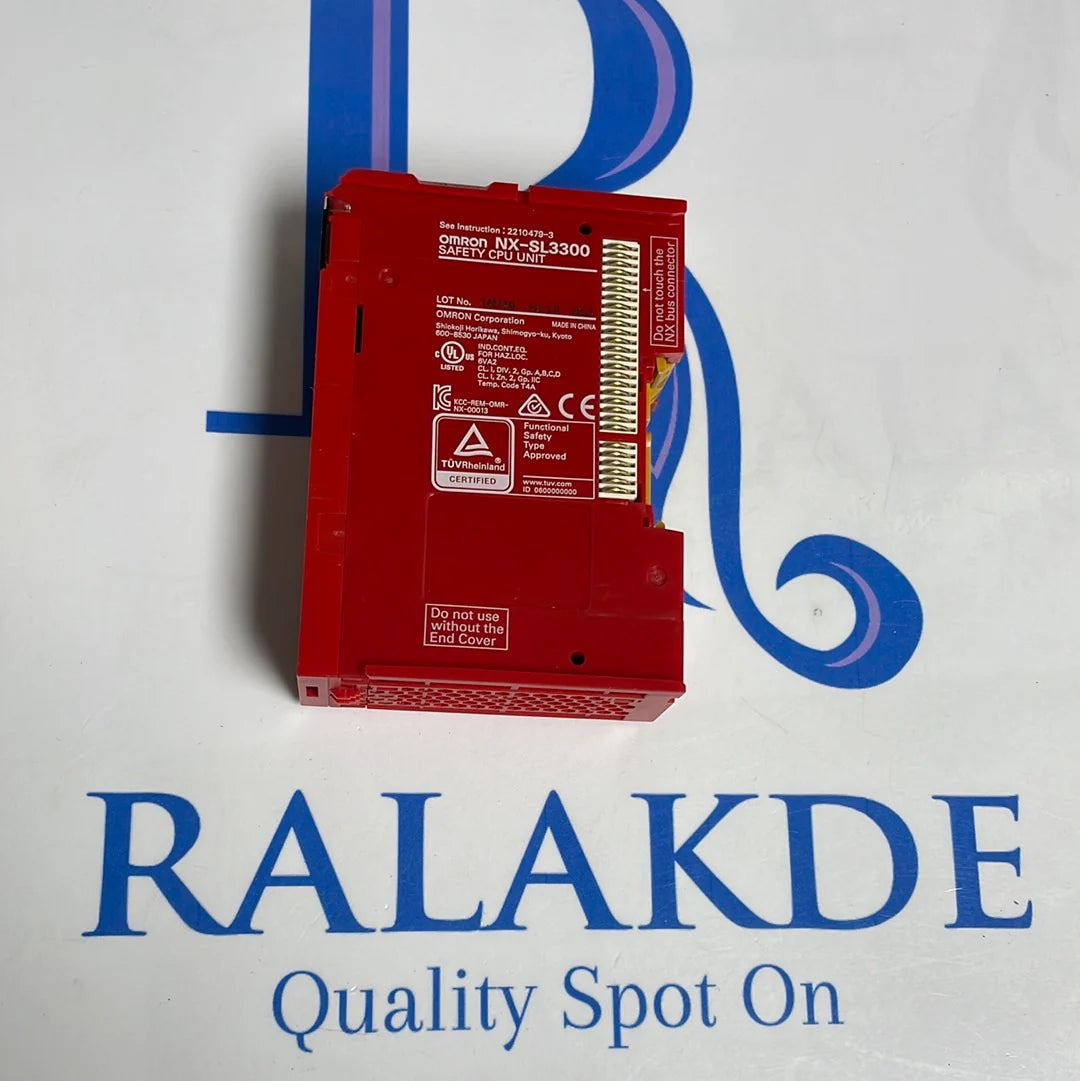 See Instruction : 2210479-3
OMRON NX-SL3300
SAFETY CPU UNIT
Do not touch the
NX bus connector
LOT No.
OMRON Corporation MADE IN CHINA
Shiokoji Horikawa, Shimogyo-ku, Kyoto
600-8530 JAPAN
C UL US
LISTED
IND.CONT.EQ.
FOR HAZ.LOC.
6VA2
CL. I, DIV. 2, Gp. A,B,C,D
CL. I, Zn. 2, Gp. IIC
Temp. Code T4A
KC
KCC-REM-OMR-
NX-00013
CE
TÜVRheinland®
CERTIFIED
Functional
Safety
Type
Approved
www.tuv.com
ID 0600000000
Do not use
without the
End Cover
RALAKDE
Quality Spot On